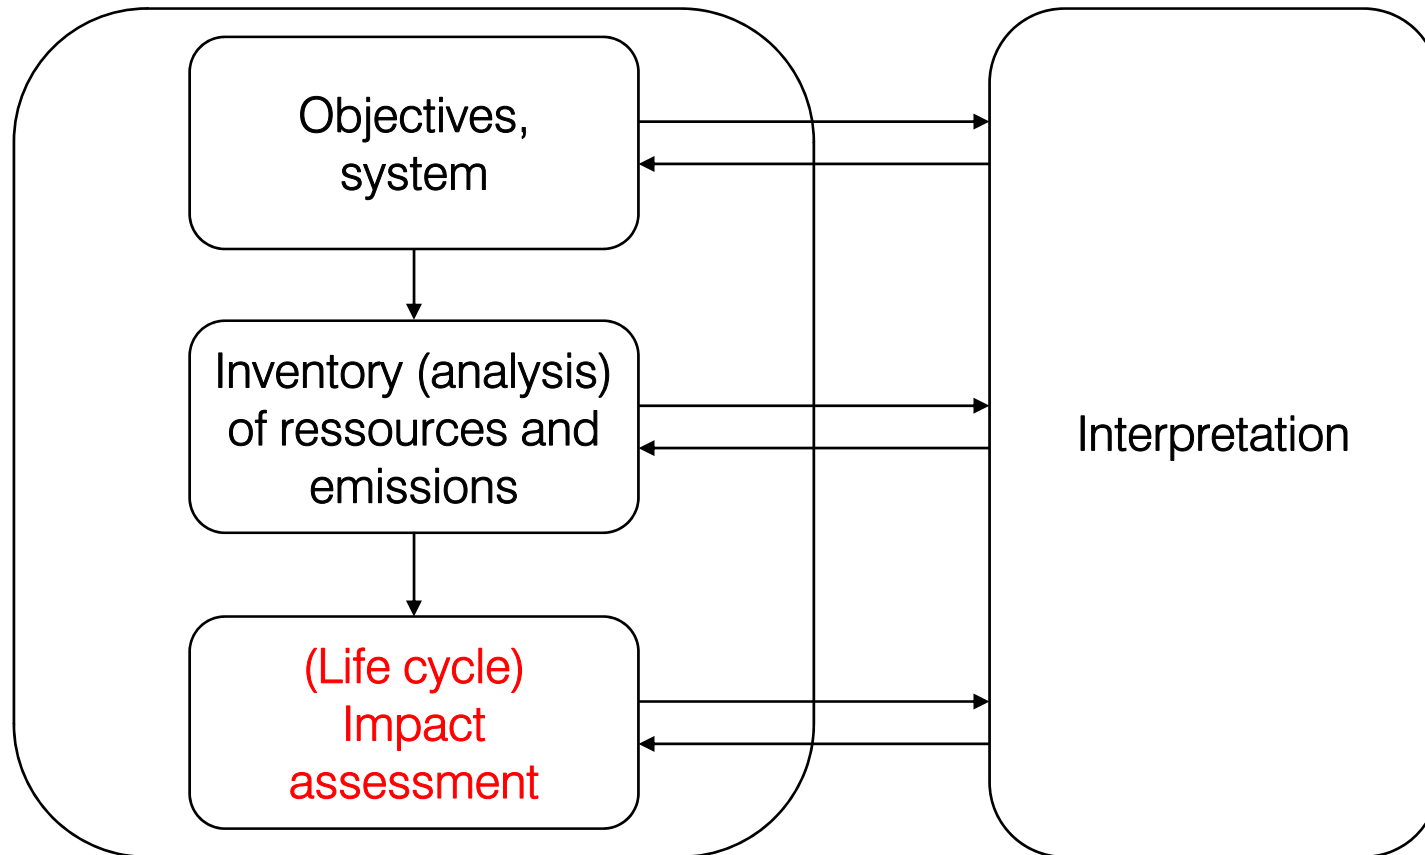 Objectives,
system
Inventory (analysis)
of ressources and
emissions
(Life cycle)
Impact
assessment
Interpretation